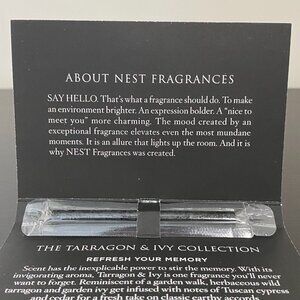 ABOUT NEST FRAGRANCES
SAY HELLO. That's what a fragrance should do. To make
an environment brighter. An expression bolder. A "nice to
meet you" more charming. The mood created by an
exceptional fragrance elevates even the most mundane
moments. It is an allure that lights up the room. And it is
why NEST Fragrances was created.
THE TARRAGON & IVY COLLECTION
REFRESH YOUR MEMORY
Scent has the inexplicable power to stir the memory. With its
invigorating aroma, Tarragon & Ivy is one fragrance you'll never
want to forget. Reminiscent of a garden walk, herbaceous wild
tarragon and garden ivy get infused with notes of Tuscan cypress
and cedar for a fresh take on classic earthy accords.